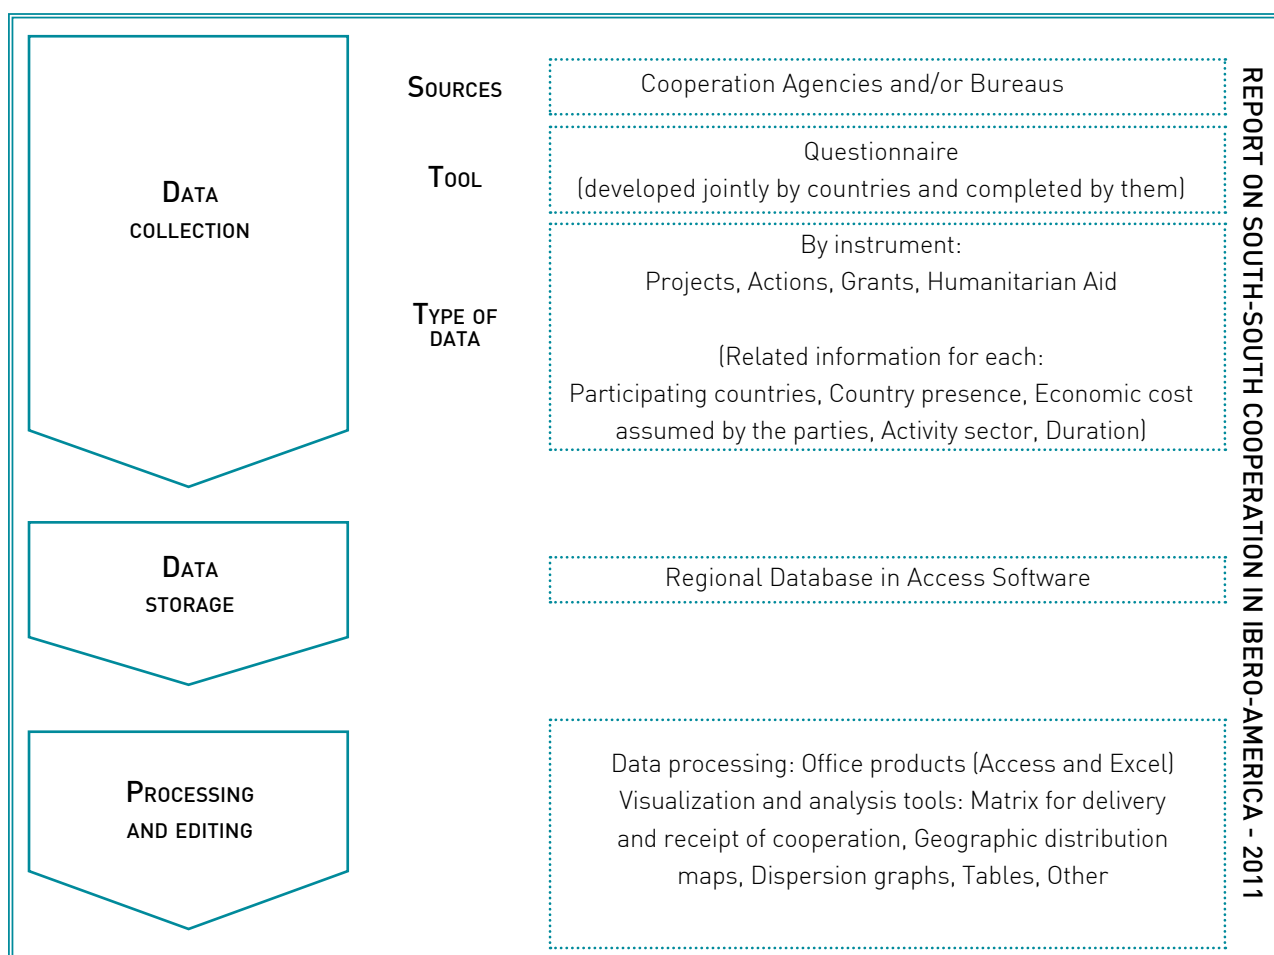 DATA
COLLECTION
SOURCES
Cooperation Agencies and/or Bureaus
TOOL
Questionnaire
(developed jointly by countries and completed by them)
TYPE OF
DATA
By instrument:
Projects, Actions, Grants, Humanitarian Aid
(Related information for each:
Participating countries, Country presence, Economic cost
assumed by the parties, Activity sector, Duration)
DATA
STORAGE
Regional Database in Access Software
PROCESSING
AND EDITING
Data processing: Office products (Access and Excel)
Visualization and analysis tools: Matrix for delivery
and receipt of cooperation, Geographic distribution
maps, Dispersion graphs, Tables, Other
REPORT ON SOUTH-SOUTH COOPERATION IN IBERO-AMERICA - 2011